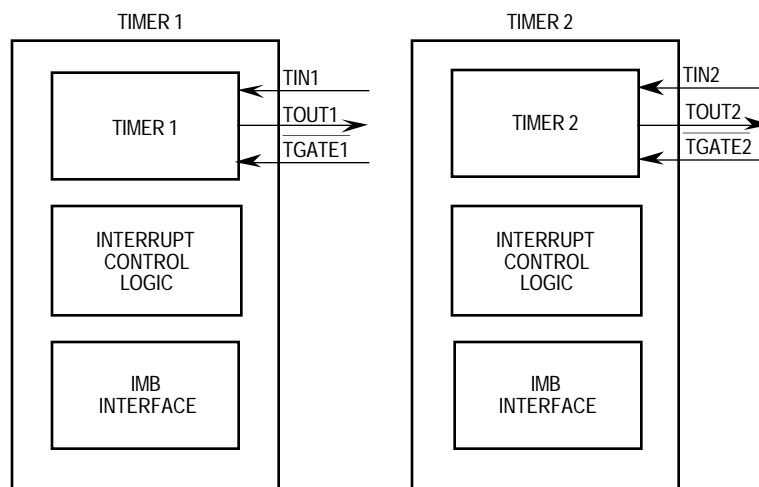 TIMER 1
TIMER 1
TIN1
TOUT1
TGATE1
INTERRUPT
CONTROL
LOGIC
IMB
INTERFACE
TIMER 2
TIMER 2
TIN2
TOUT2
TGATE2
INTERRUPT
CONTROL
LOGIC
IMB
INTERFACE